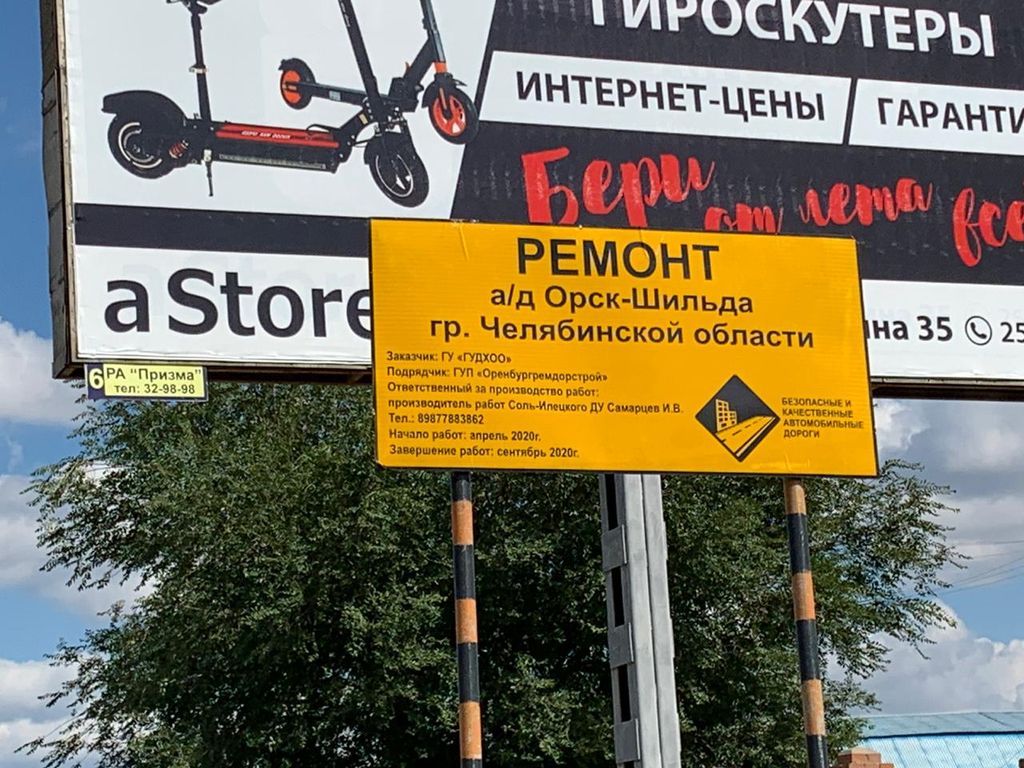 ГИРОСКУТЕРЫ
ИНТЕРНЕТ-ЦЕНЫ
ГАРАНТИ
Бери от лета все
a Store
на 35
25
6
РА "Призма"
тел: 32-98-98
РЕМОНТ
а/д Орск-Шильда
гр. Челябинской области
Заказчик: ГУ «ГУДХОО»
Подрядчик: ГУП «Оренбургремдорстрой»
Ответственный за производство работ:
производитель работ Соль-Илецкого ДУ Самарцев И.В.
Тел.: 89877883862
Начало работ: апрель 2020г.
Завершение работ: сентябрь 2020г.
БЕЗОПАСНЫЕ И
КАЧЕСТВЕННЫЕ
АВТОМОБИЛЬНЫЕ
ДОРОГИ